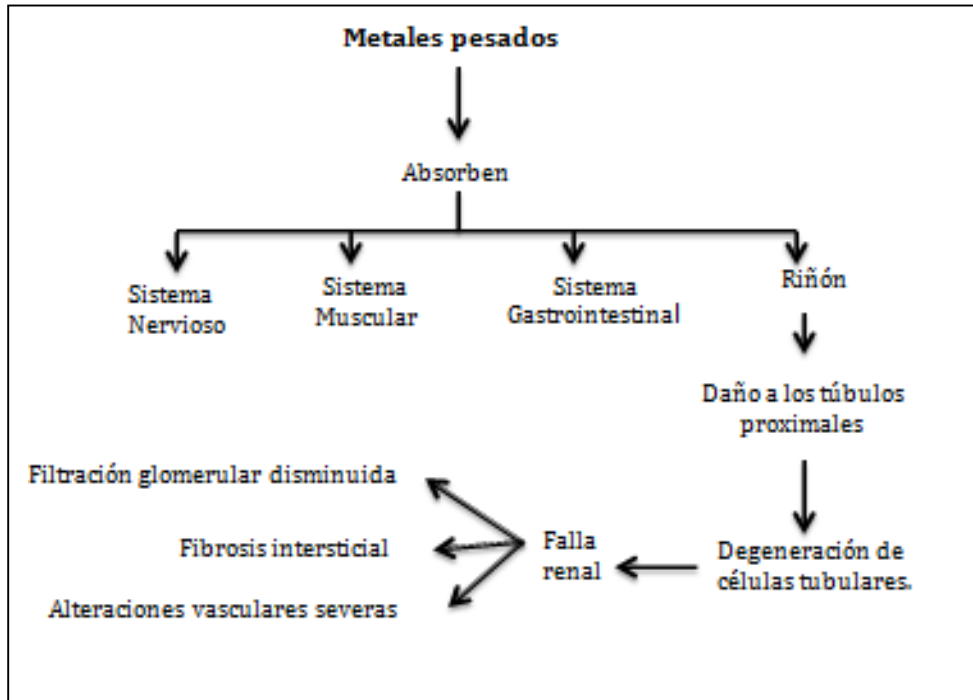 Metales pesados
Absorben
Sistema
Nervioso
Sistema
Muscular
Sistema
Gastrointestinal
Riñón
Daño a los túbulos
proximales
Degeneración de
células tubulares.
Falla
renal
Filtración glomerular disminuida
Fibrosis intersticial
Alteraciones vasculares severas